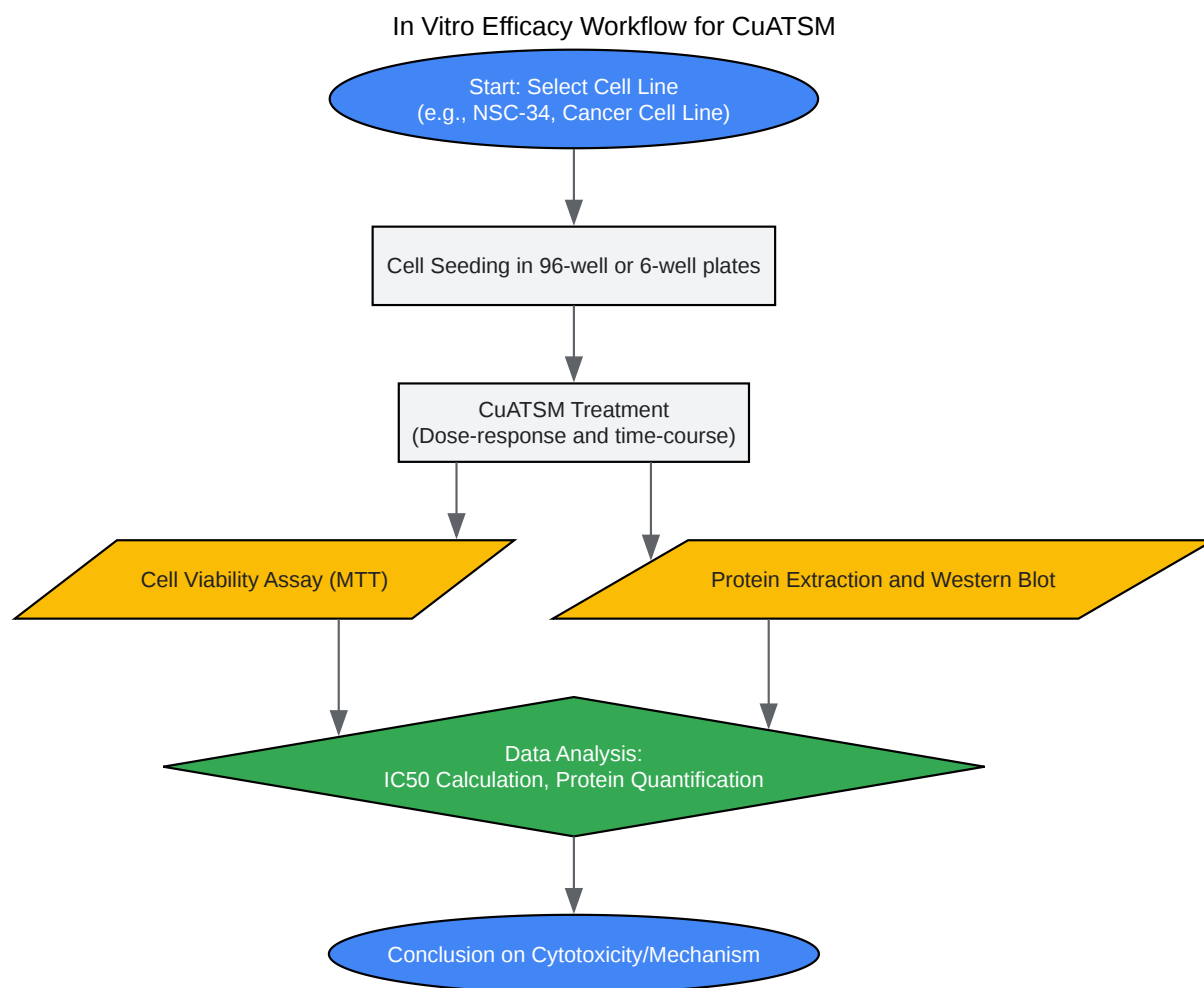 In Vitro Efficacy Workflow for CuATSM
Start: Select Cell Line
(e.g., NSC-34, Cancer Cell Line)
Cell Seeding in 96-well or 6-well plates
CuATSM Treatment
(Dose-response and time-course)
Cell Viability Assay (MTT)
Protein Extraction and Western Blot
Data Analysis:
IC50 Calculation, Protein Quantification
Conclusion on Cytotoxicity/Mechanism